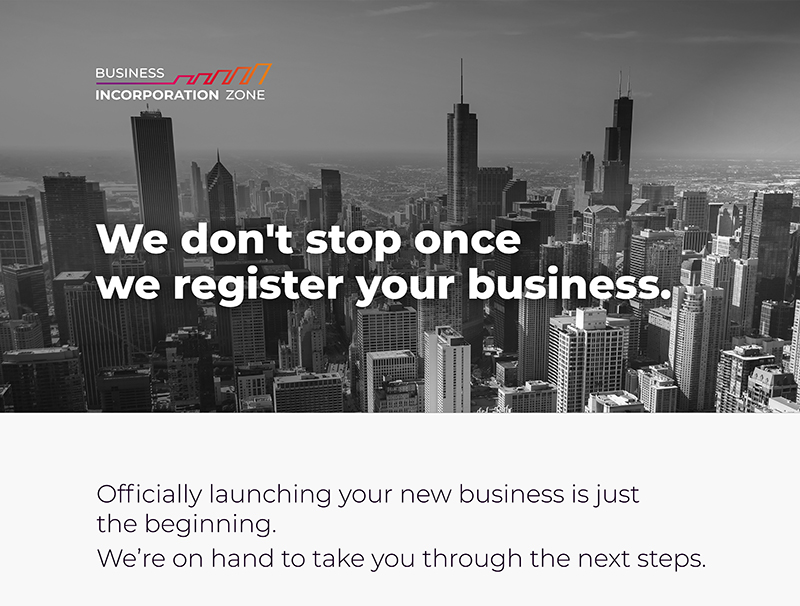 BUSINESS
INCORPORATION ZONE
We don't stop once
we register your business.
Officially launching your new business is just
the beginning.
We’re on hand to take you through the next steps.